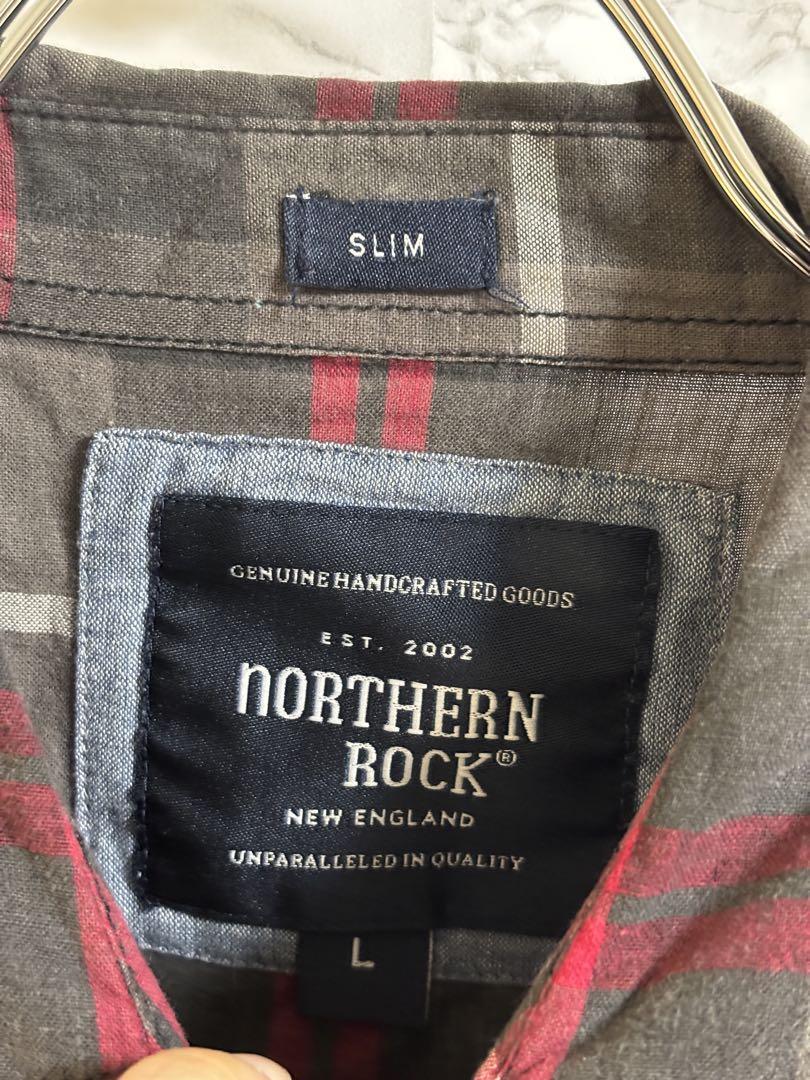 SLIM
GENUINE HANDCRAFTED GOODS
EST. 2002
NORTHERN
ROCK®
NEW ENGLAND
UNPARALLELED IN QUALITY
L